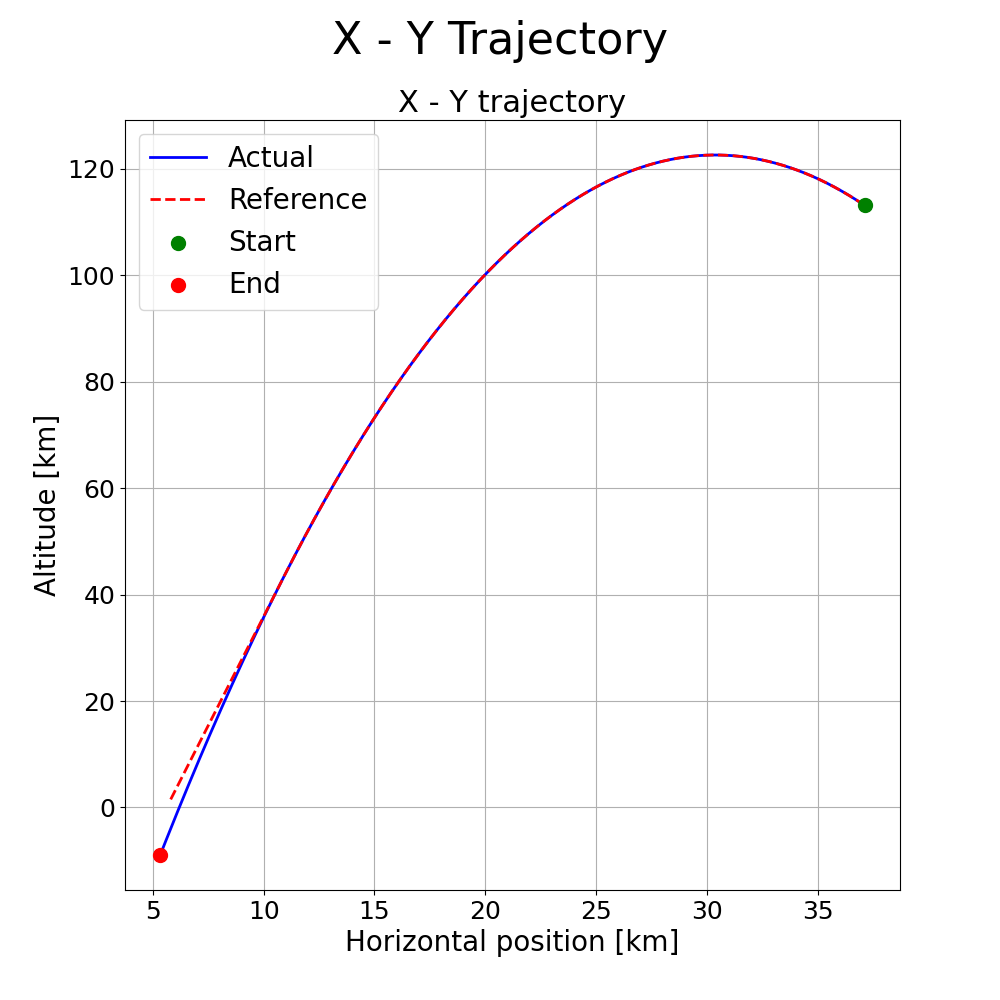 X - Y Trajectory
X - Y trajectory
Actual
Reference
Start
End
120
100
80
60
40
20
0
Altitude [km]
5 10 15 20 25 30 35
Horizontal position [km]